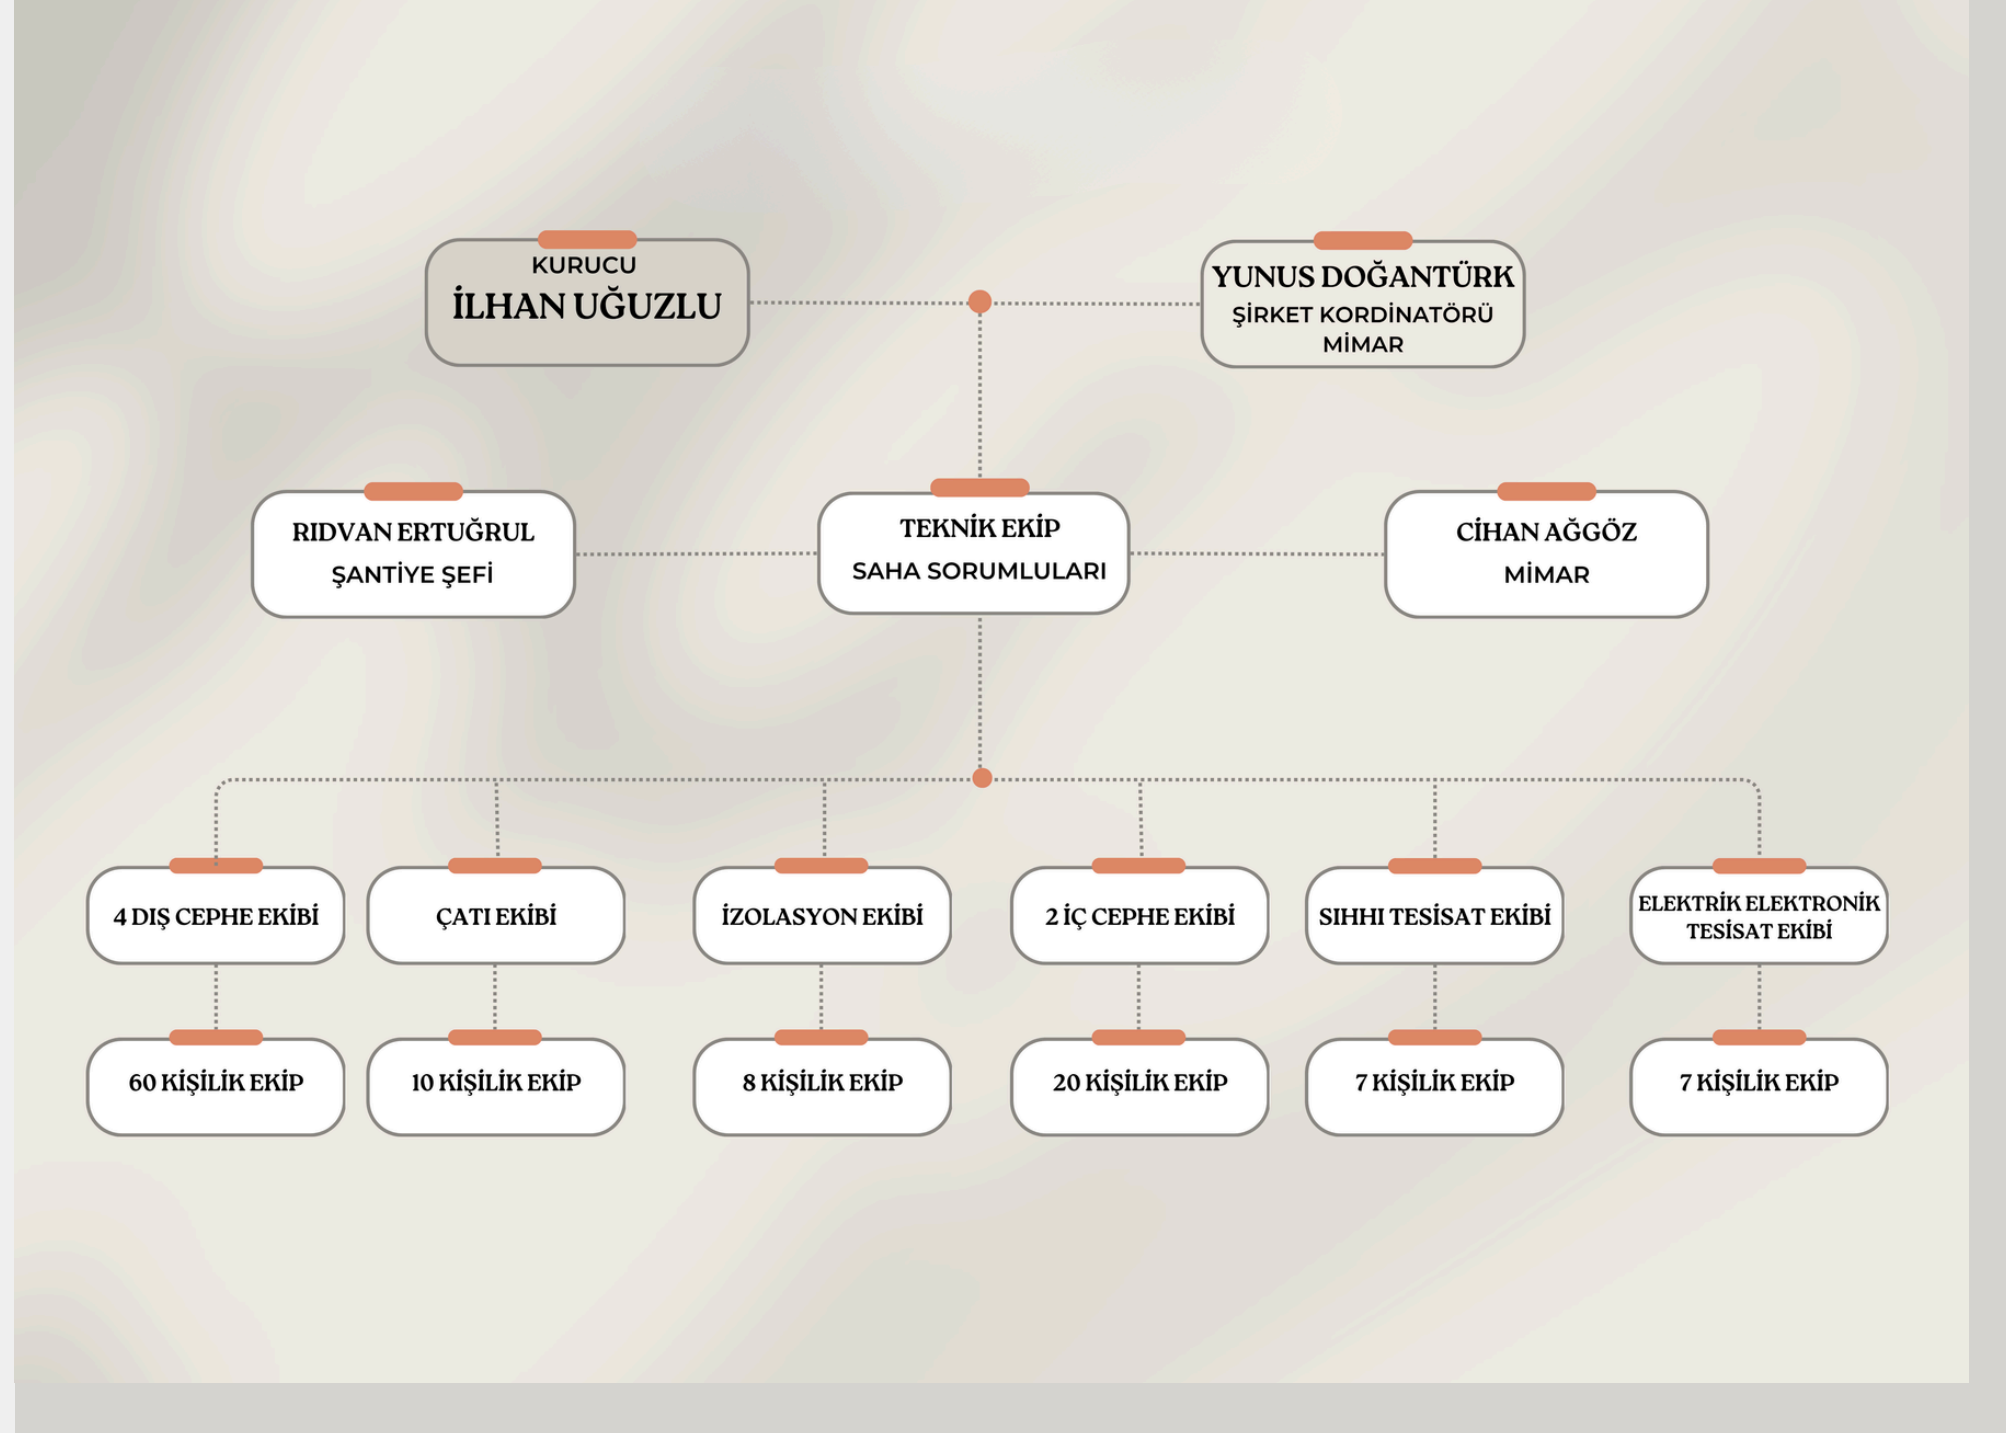 KURUCU
İLHAN UĞUZLU
YUNUS DOĞANTÜRK
ŞİRKET KORDİNATÖRÜ
MİMAR
RIDVAN ERTUĞRUL
ŞANTİYE ŞEFİ
TEKNİK EKİP
SAHA SORUMLULARI
CİHAN AĞGÖZ
MİMAR
4 DIŞ CEPHE EKİBİ
ÇATI EKİBİ
İZOLASYON EKİBİ
2 İÇ CEPHE EKİBİ
SIHHI TESİSAT EKİBİ
ELEKTRİK ELEKTRONİK
TESİSAT EKİBİ
60 KİŞİLİK EKİP
10 KİŞİLİK EKİP
8 KİŞİLİK EKİP
20 KİŞİLİK EKİP
7 KİŞİLİK EKİP
7 KİŞİLİK EKİP